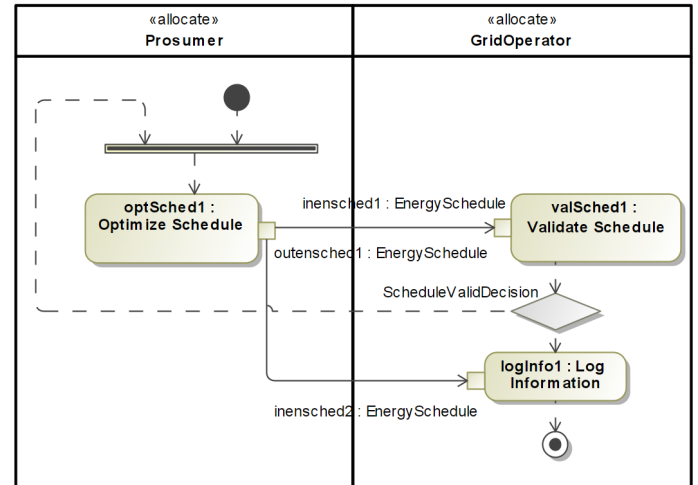 «allocate»
Prosumer
«allocate»
GridOperator
optSched1 :
Optimize Schedule
inensched1 : EnergySchedule
valSched1 :
Validate Schedule
outensched1 : EnergySchedule
ScheduleValidDecision
logInfo1 : Log
Information
inensched2 : EnergySchedule